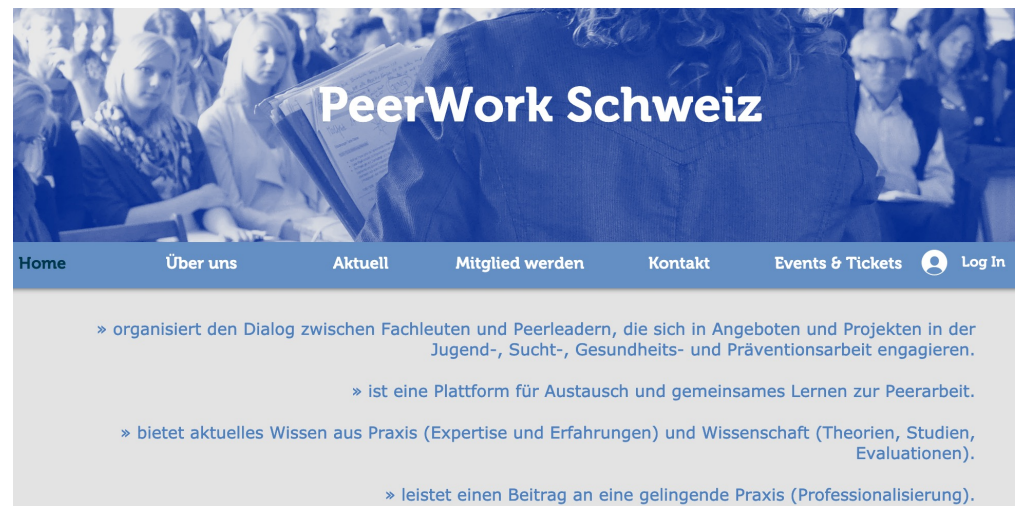 PeerWork Schweiz
Home
Über uns
Aktuell
Mitglied werden
Kontakt
Events & Tickets
Log In
» organisiert den Dialog zwischen Fachleuten und Peerleadern, die sich in Angeboten und Projekten in der
Jugend-, Sucht-, Gesundheits- und Präventionsarbeit engagieren.
» ist eine Plattform für Austausch und gemeinsames Lernen zur Peerarbeit.
» bietet aktuelles Wissen aus Praxis (Expertise und Erfahrungen) und Wissenschaft (Theorien, Studien,
Evaluationen).
» leistet einen Beitrag an eine gelingende Praxis (Professionalisierung).